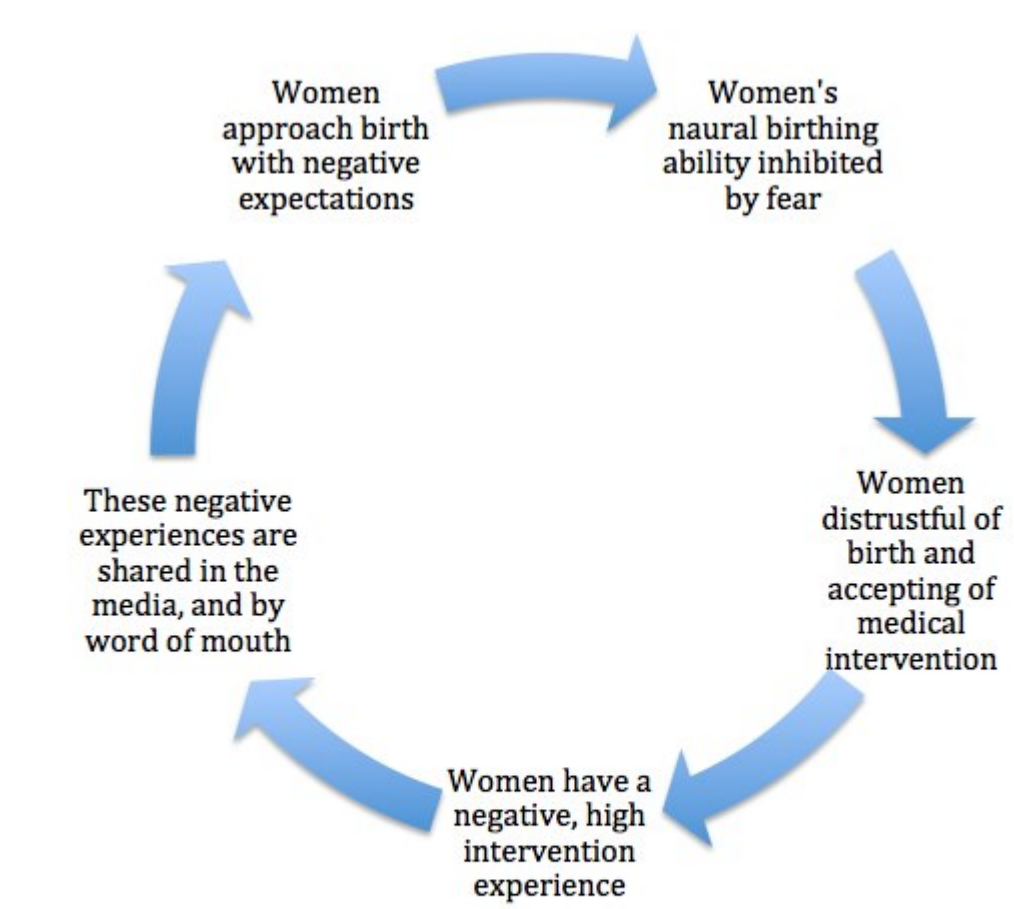 Women
approach birth
with negative
expectations
Women's
naural birthing
ability inhibited
by fear
Women
distrustful of
birth and
accepting of
medical
intervention
Women have a
negative, high
intervention
experience
These negative
experiences are
shared in the
media, and by
word of mouth